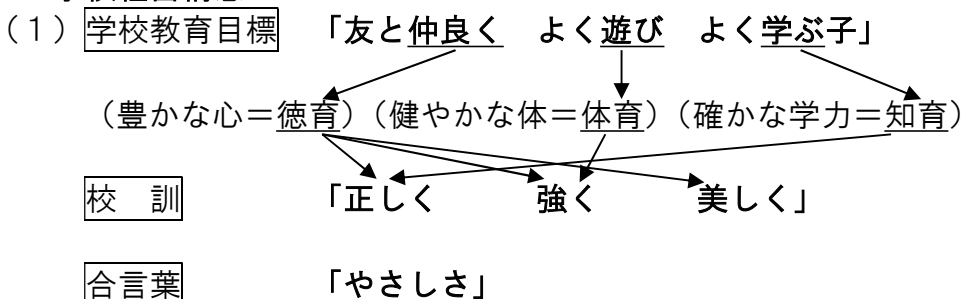 （１）学校教育目標　「友と仲良く　よく遊び　よく学ぶ子」
（豊かな心＝徳育）（健やかな体＝体育）（確かな学力＝知育）
校　訓　「正しく　強く　美しく」
合言葉　「やさしさ」